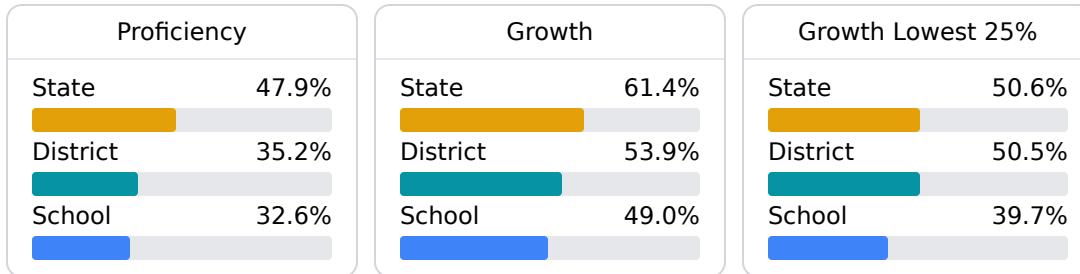 Proficiency
State 47.9%
District 35.2%
School 32.6%
Growth
State 61.4%
District 53.9%
School 49.0%
Growth Lowest 25%
State 50.6%
District 50.5%
School 39.7%